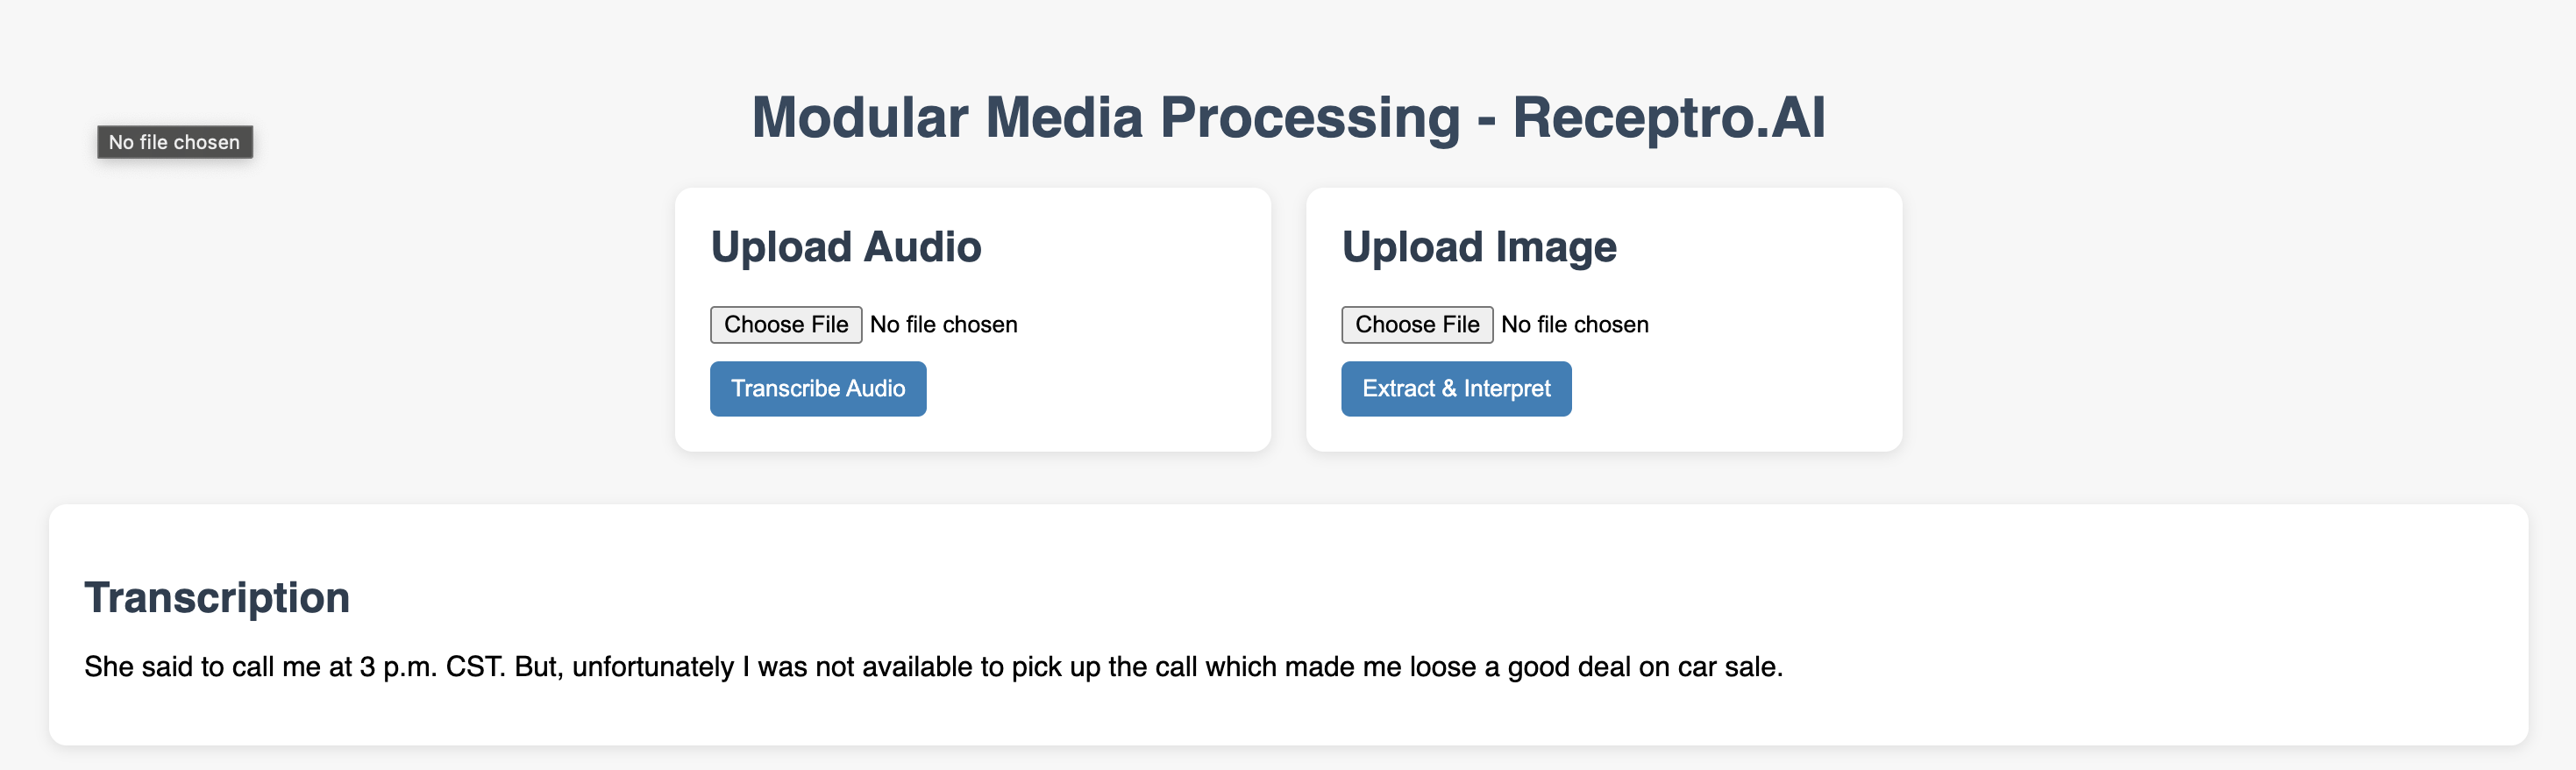 Modular Media Processing - Receptro.AI
No file chosen
Upload Audio
Choose File No file chosen
Transcribe Audio
Upload Image
Choose File No file chosen
Extract & Interpret
Transcription
She said to call me at 3 p.m. CST. But, unfortunately I was not available to pick up the call which made me loose a good deal on car sale.